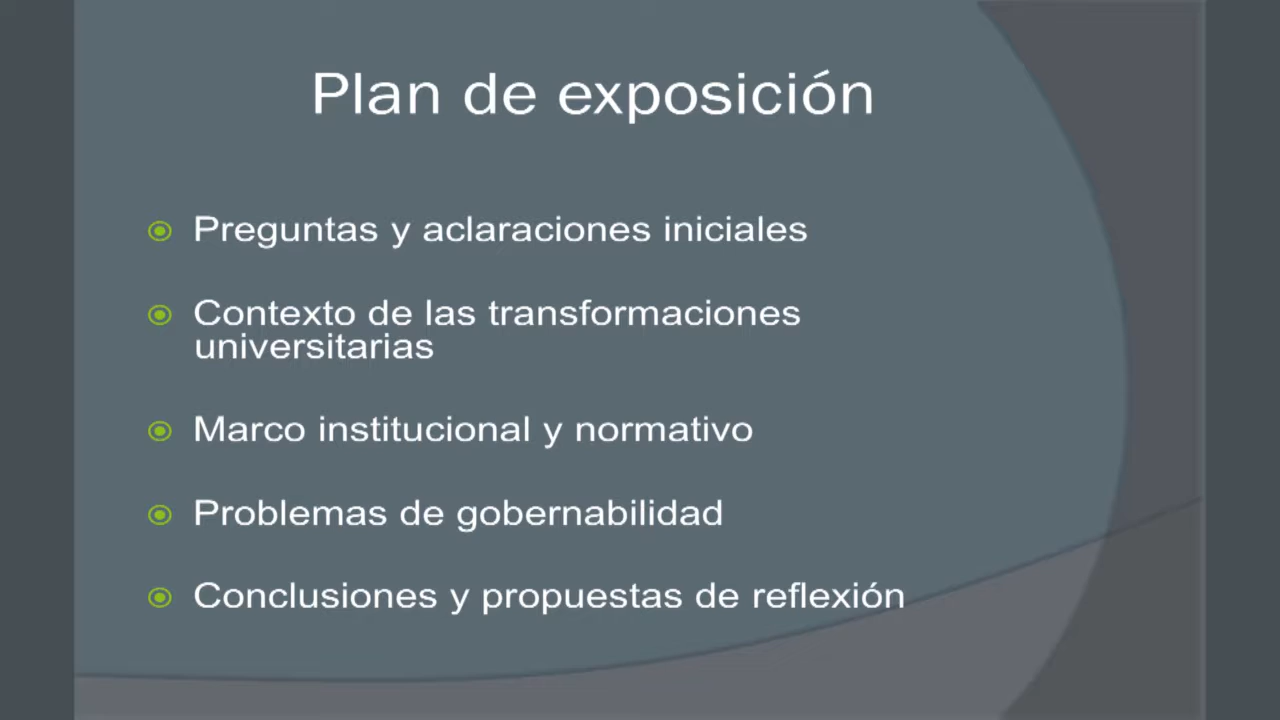 Plan de exposición
Preguntas y aclaraciones iniciales
Contexto de las transformaciones
universitarias
Marco institucional y normativo
Problemas de gobernabilidad
Conclusiones y propuestas de reflexión